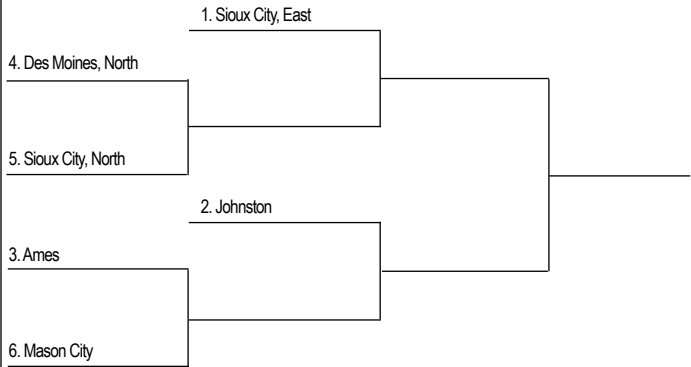 1. Sioux City, East
4. Des Moines, North
5. Sioux City, North
2. Johnston
3. Ames
6. Mason City